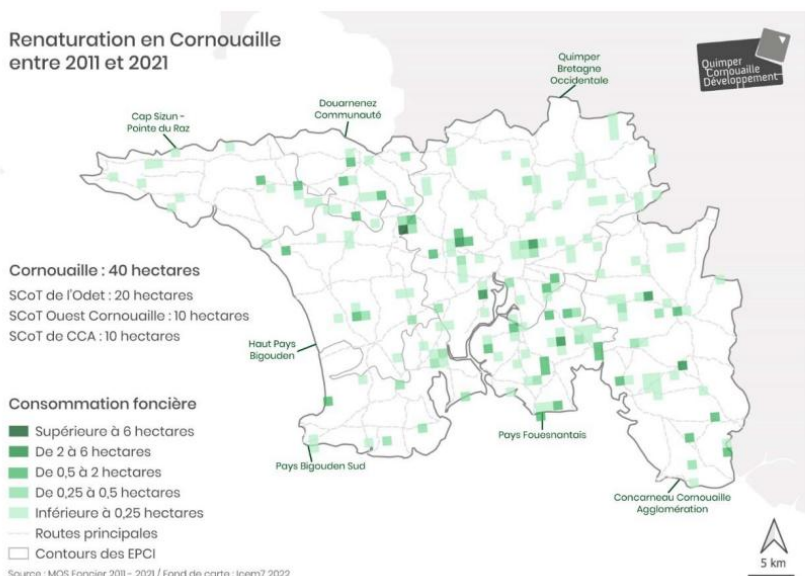 Renaturation en Cornouaille
entre 2011 et 2021
Quimper
Cornouaille
Développement
Quimper
Bretagne
Occidentale
Douarnenez
Communauté
Cap Sizun -
Pointe du Raz
Cornouaille : 40 hectares
SCoT de l'Odet : 20 hectares
SCoT Ouest Cornouaille : 10 hectares
SCoT de CCA : 10 hectares
Haut Pays
Bigouden
Consommation foncière
Supérieure à 6 hectares
De 2 à 6 hectares
De 0,5 à 2 hectares
De 0,25 à 0,5 hectares
Inférieure à 0,25 hectares
Routes principales
Contours des EPCI
Pays Fouesnantais
Pays Bigouden Sud
Concarneau Cornouaille
Agglomération
5 km
Source : MOS Foncier 2011 - 2021 / Fond de carte : Icem7 2022